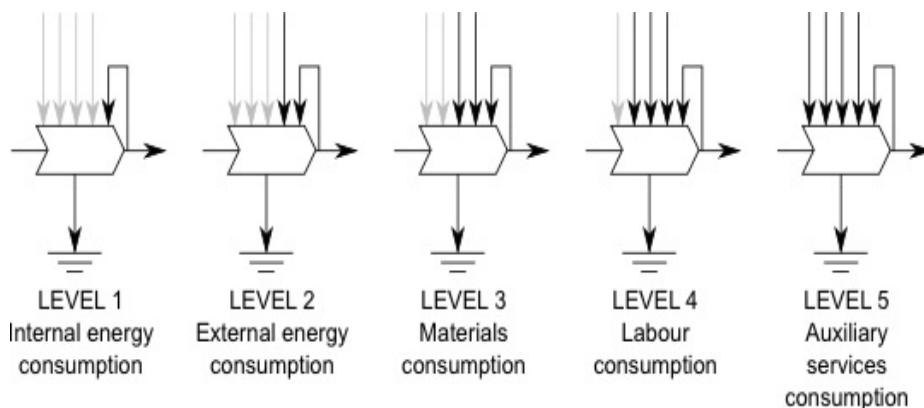 LEVEL 1
Internal energy
consumption
LEVEL 2
External energy
consumption
LEVEL 3
Materials
consumption
LEVEL 4
Labour
consumption
LEVEL 5
Auxiliary
services
consumption